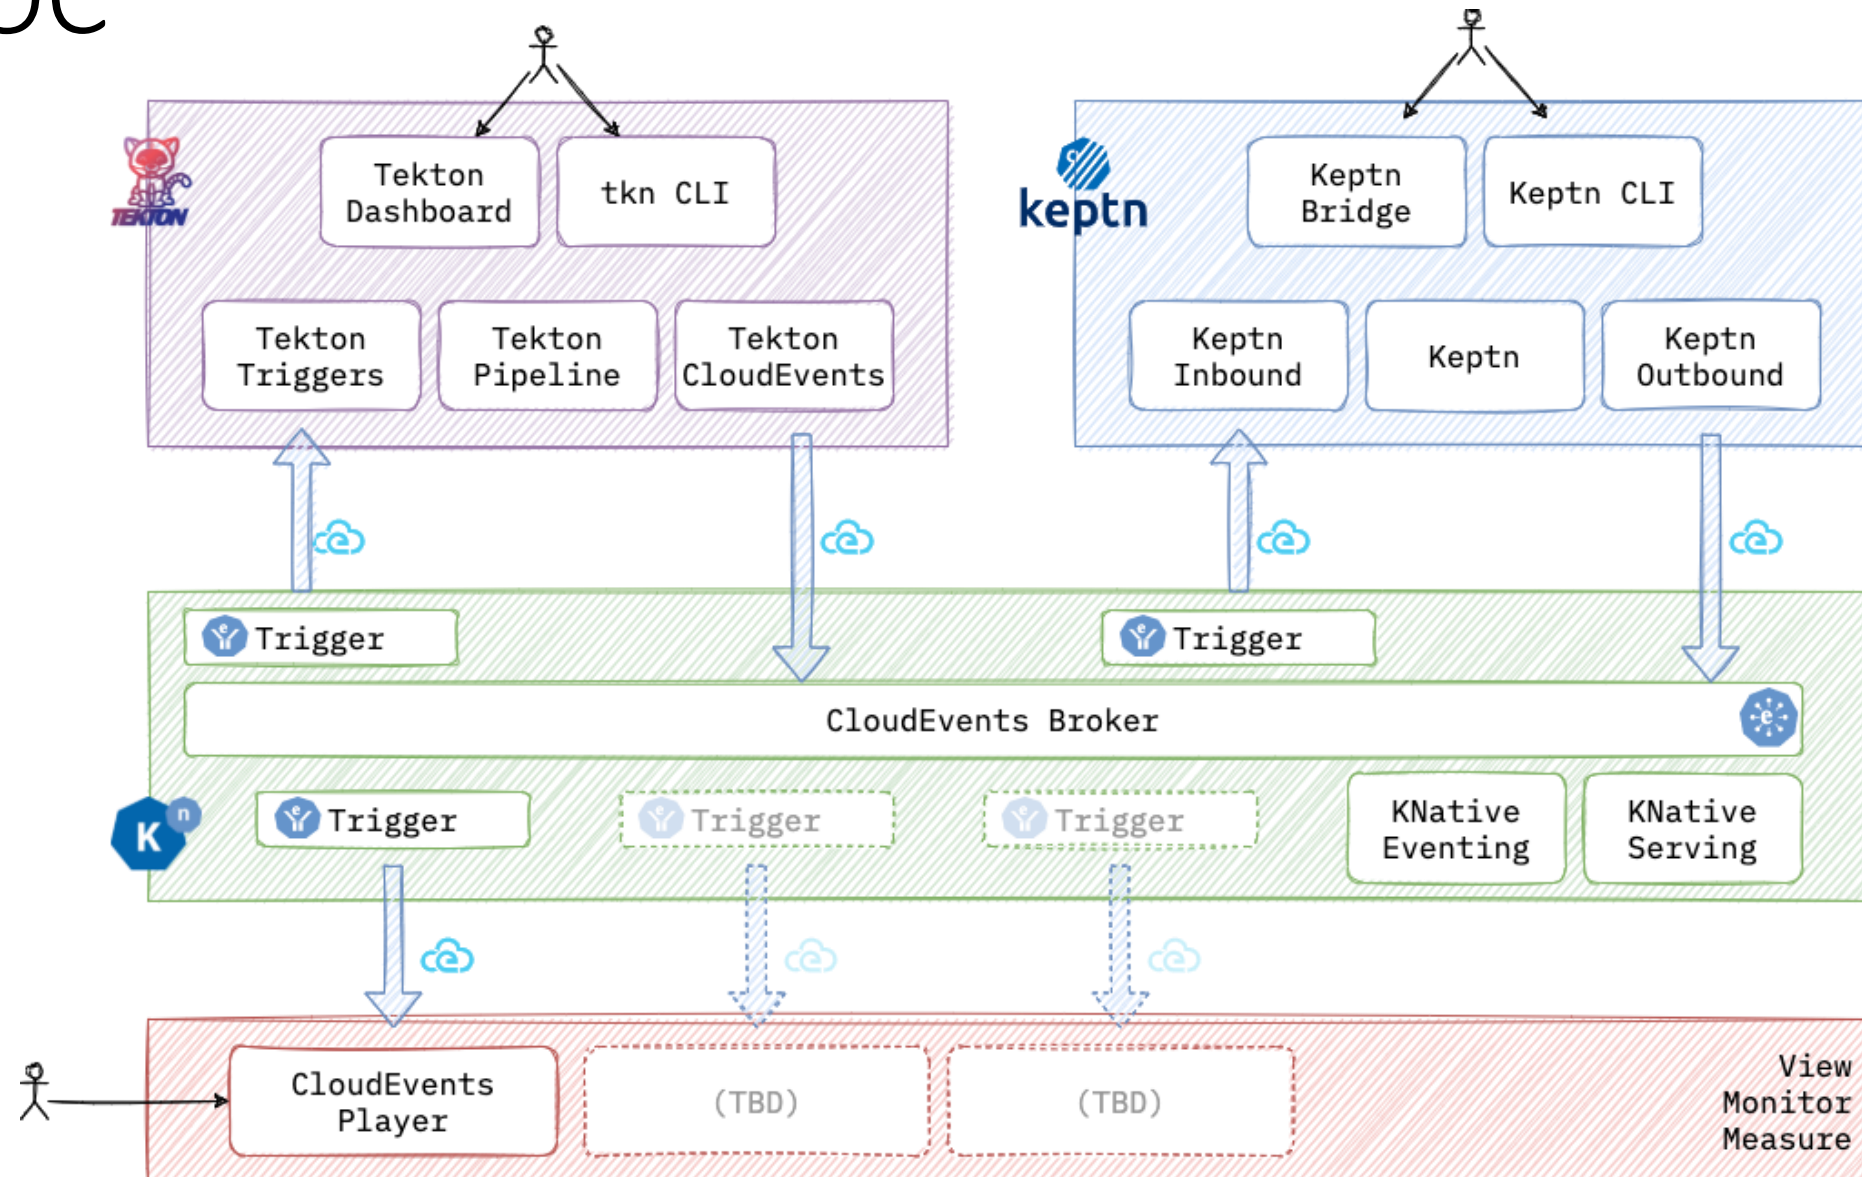 Tekton
Dashboard
tkn CLI
TEKTON
keptn
Keptn
Bridge
Keptn CLI
Tekton
Triggers
Tekton
Pipeline
Tekton
CloudEvents
Keptn
Inbound
Keptn
Keptn
Outbound
Trigger
Trigger
CloudEvents Broker
Trigger
Trigger
Trigger
KNative
Eventing
KNative
Serving
K
n
CloudEvents
Player
(TBD)
(TBD)
View
Monitor
Measure